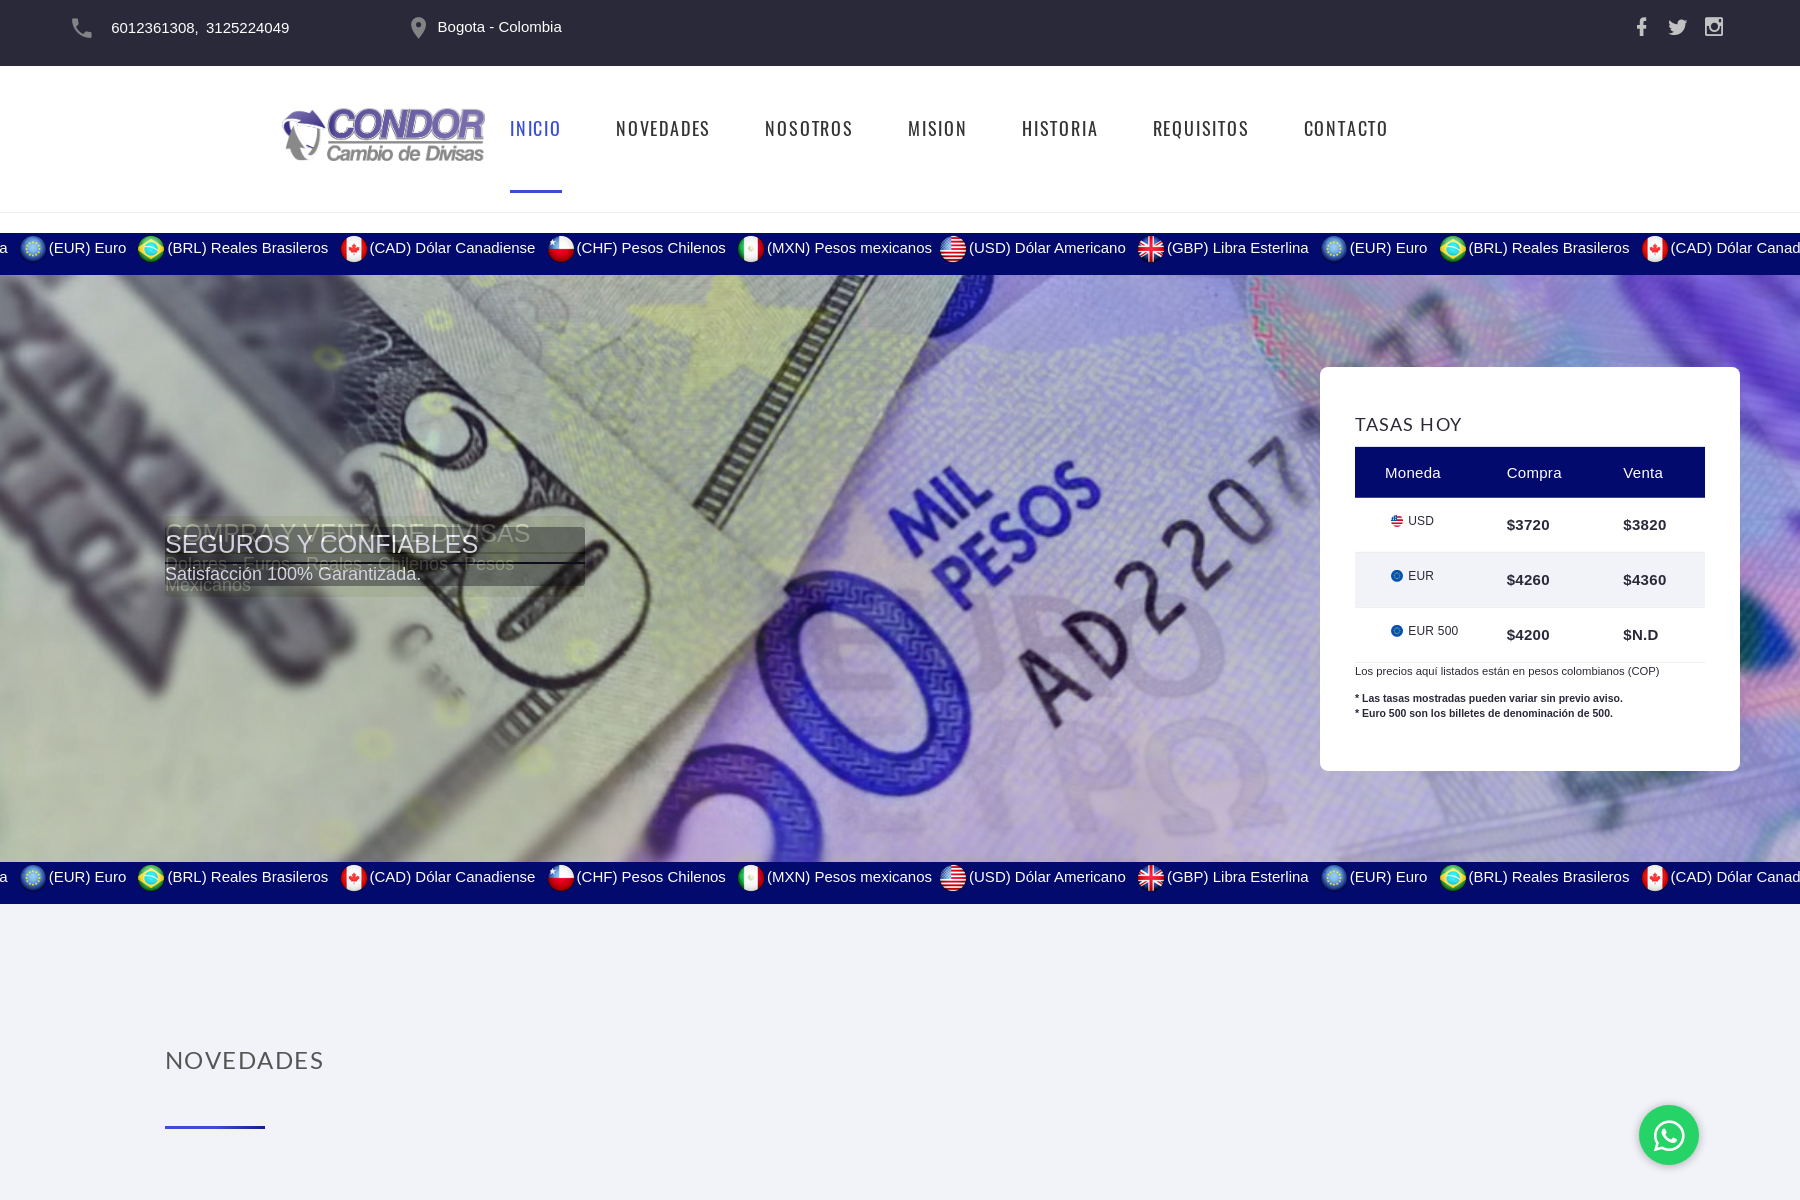 6012361308, 3125224049
Bogota - Colombia
CONDOR
Cambio de Divisas
INICIO
NOVEDADES
NOSOTROS
MISION
HISTORIA
REQUISITOS
CONTACTO
a (EUR) Euro (BRL) Reales Brasileros (CAD) Dólar Canadiense (CHF) Pesos Chilenos (MXN) Pesos mexicanos (USD) Dólar Americano (GBP) Libra Esterlina (EUR) Euro (BRL) Reales Brasileros (CAD) Dólar Canad
MIL
PESOS
AD2207
EURO
COMPRA Y VENTA DE DIVISAS
Dolares - Euros - Reales - Chilenos - Pesos
Mexicanos
SEGUROS Y CONFIABLES
Satisfacción 100% Garantizada.
TASAS HOY
Moneda Compra Venta
USD $3720 $3820
EUR $4260 $4360
EUR 500 $4200 $N.D
Los precios aquí listados están en pesos colombianos (COP)
* Las tasas mostradas pueden variar sin previo aviso.
* Euro 500 son los billetes de denominación de 500.
a (EUR) Euro (BRL) Reales Brasileros (CAD) Dólar Canadiense (CHF) Pesos Chilenos (MXN) Pesos mexicanos (USD) Dólar Americano (GBP) Libra Esterlina (EUR) Euro (BRL) Reales Brasileros (CAD) Dólar Canad
NOVEDADES